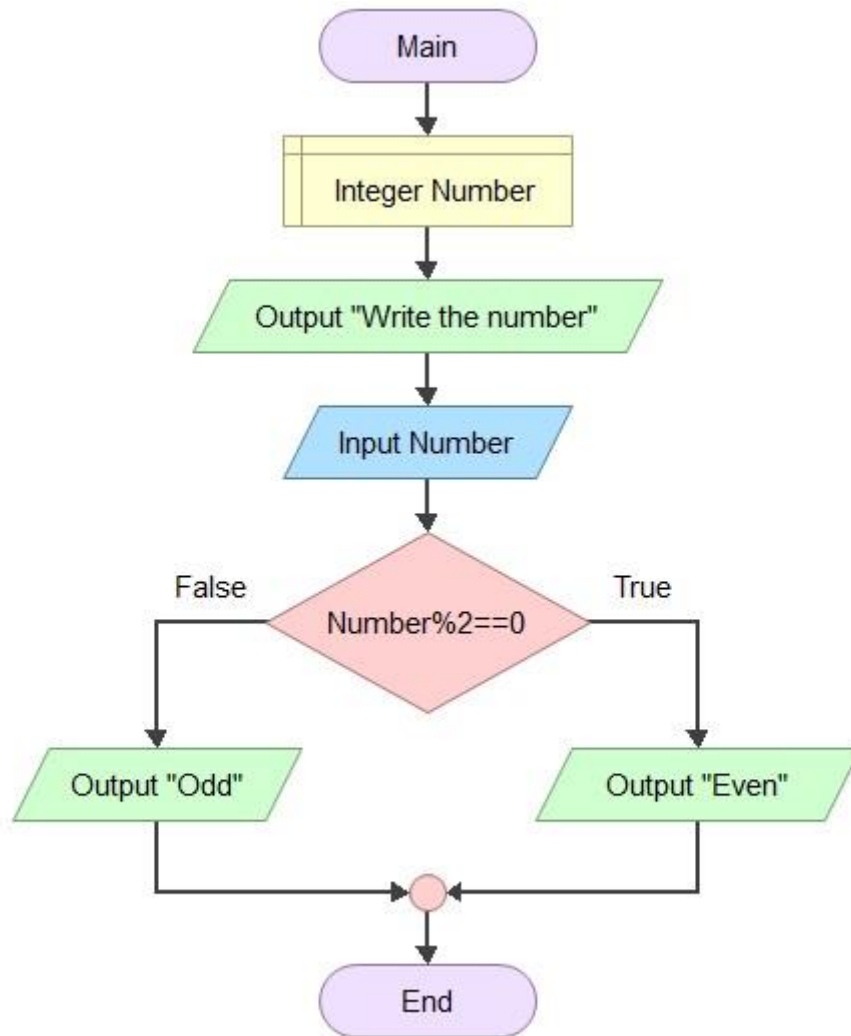 Main
Integer Number
Output "Write the number"
Input Number
False
True
Number%2==0
Output "Odd"
Output "Even"
End